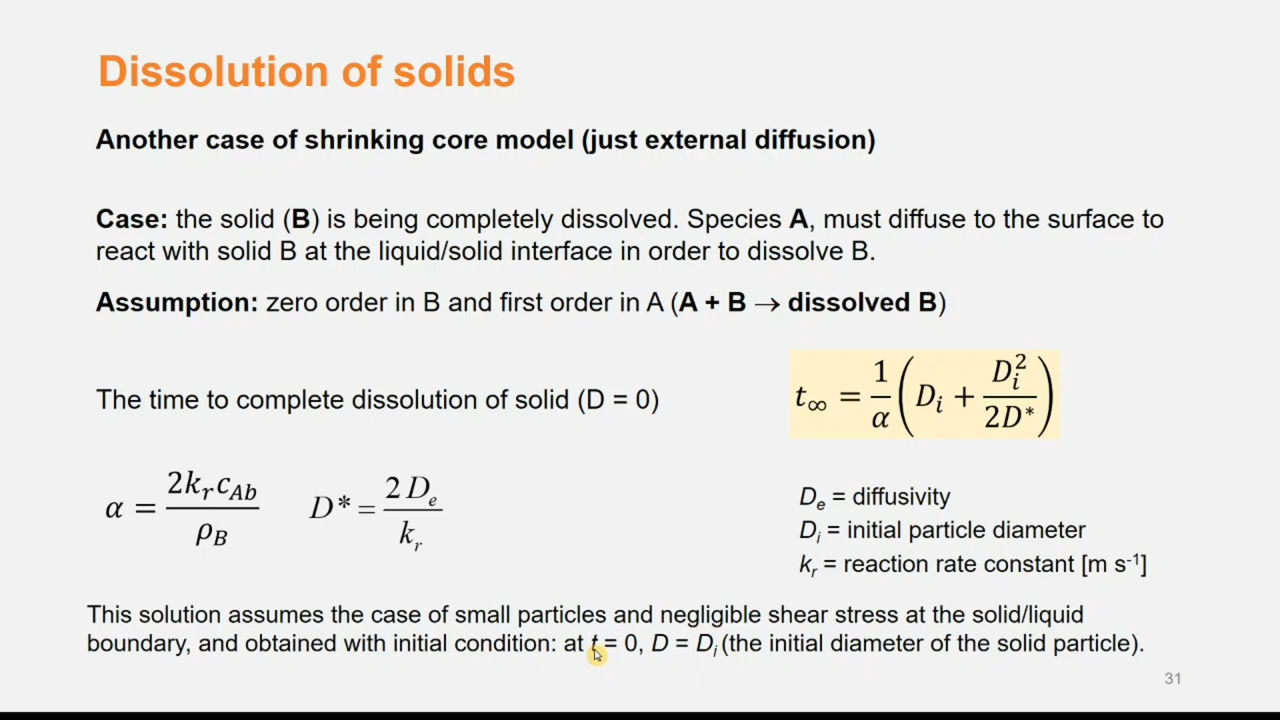 Dissolution of solids
Another case of shrinking core model (just external diffusion)
Case: the solid (B) is being completely dissolved. Species A, must diffuse to the surface to
react with solid B at the liquid/solid interface in order to dissolve B.
Assumption: zero order in B and first order in A (A + B → dissolved B)
The time to complete dissolution of solid (D = 0)
t∞ = 1/α (Dᵢ + Dᵢ²/2D*)
α = 2kᵣc_Ab/ρ_B
D* = 2Dₑ/kᵣ
Dₑ = diffusivity
Dᵢ = initial particle diameter
kᵣ = reaction rate constant [m s⁻¹]
This solution assumes the case of small particles and negligible shear stress at the solid/liquid
boundary, and obtained with initial condition: at t = 0, D = Dᵢ (the initial diameter of the solid particle).
31